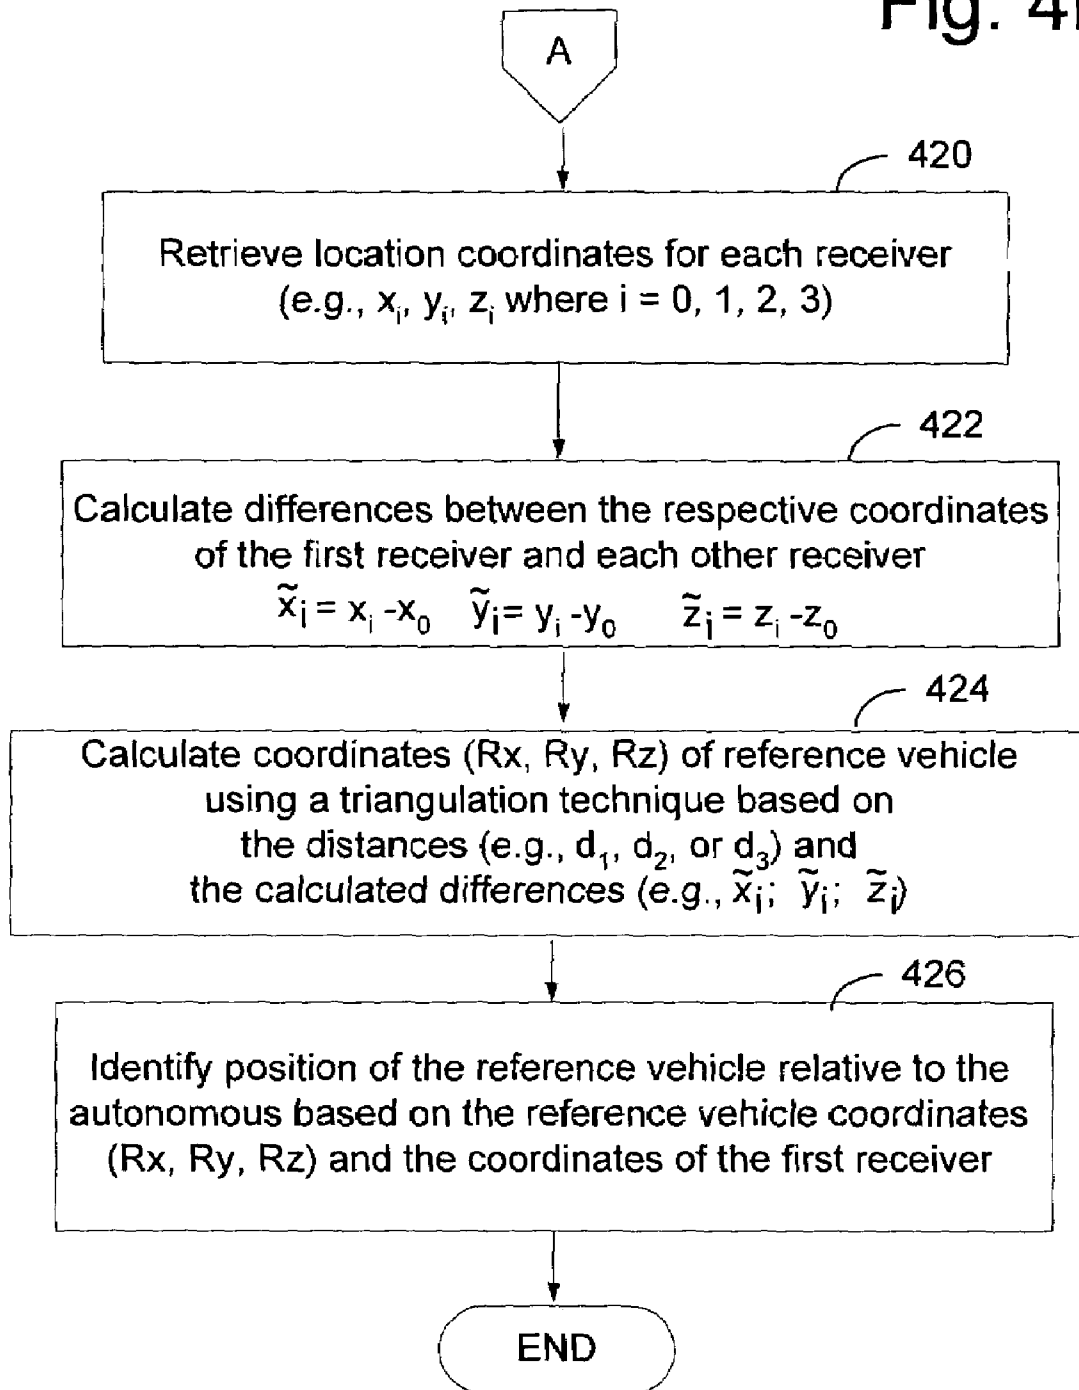 Fig. 4
A
420
Retrieve location coordinates for each receiver
(e.g., xᵢ, yᵢ, zᵢ where i = 0, 1, 2, 3)
422
Calculate differences between the respective coordinates
of the first receiver and each other receiver
x̃ᵢ = xᵢ -x₀ ỹᵢ= yᵢ -y₀ z̃ᵢ = zᵢ -z₀
424
Calculate coordinates (Rx, Ry, Rz) of reference vehicle
using a triangulation technique based on
the distances (e.g., d₁, d₂, or d₃) and
the calculated differences (e.g., x̃ᵢ; ỹᵢ; z̃ᵢ)
426
Identify position of the reference vehicle relative to the
autonomous based on the reference vehicle coordinates
(Rx, Ry, Rz) and the coordinates of the first receiver
END